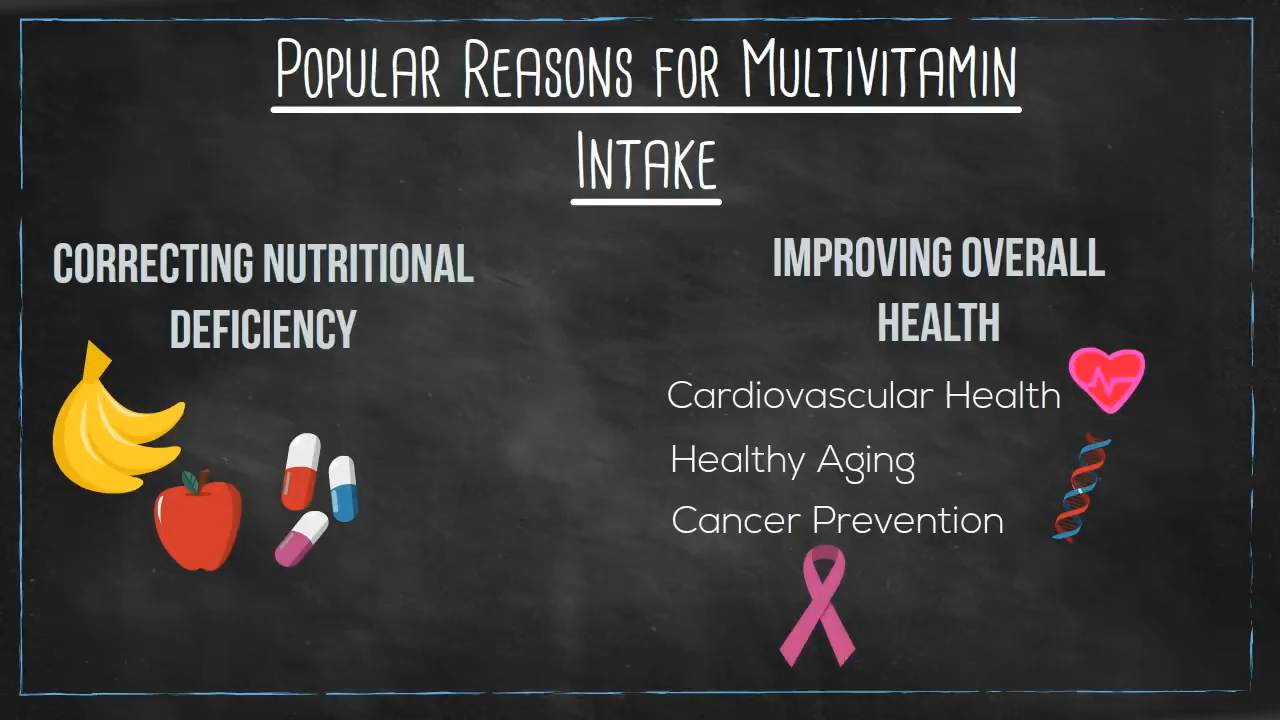 Popular Reasons for Multivitamin
Intake
CORRECTING NUTRITIONAL
DEFICIENCY
IMPROVING OVERALL
HEALTH
Cardiovascular Health
Healthy Aging
Cancer Prevention